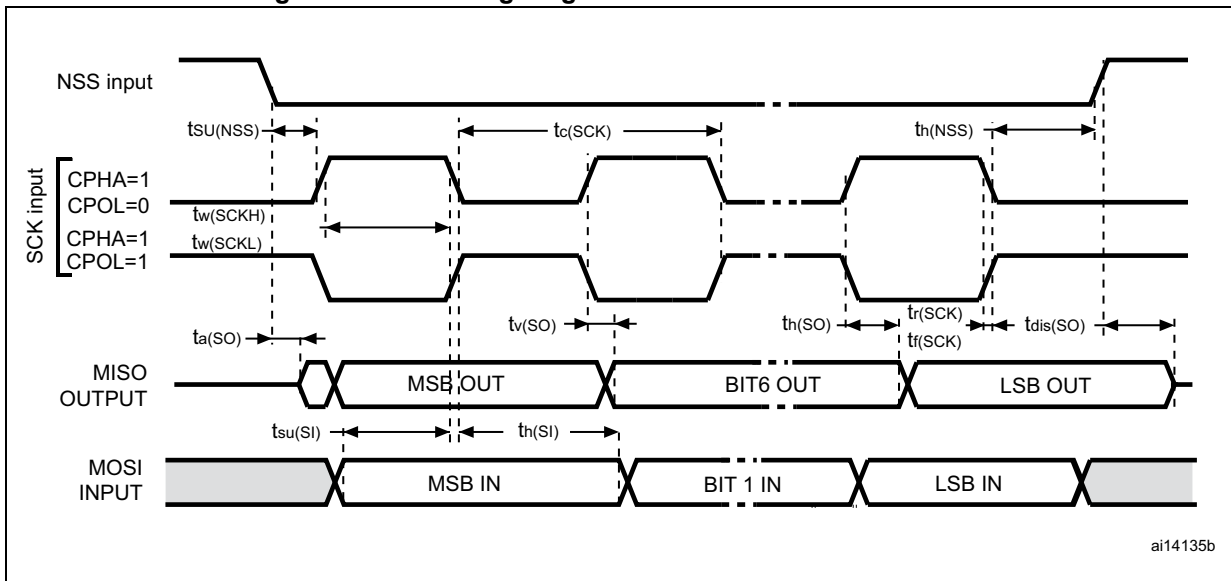 NSS input
tSU(NSS)
tc(SCK)
th(NSS)
SCK input
CPHA=1
CPOL=0
tw(SCKH)
CPHA=1
tw(SCKL)
CPOL=1
ta(SO)
tv(SO)
th(SO)
tr(SCK)
tf(SCK)
tdis(SO)
MISO
OUTPUT
MSB OUT
BIT6 OUT
LSB OUT
tsu(SI)
th(SI)
MOSI
INPUT
MSB IN
BIT 1 IN
LSB IN
ai14135b